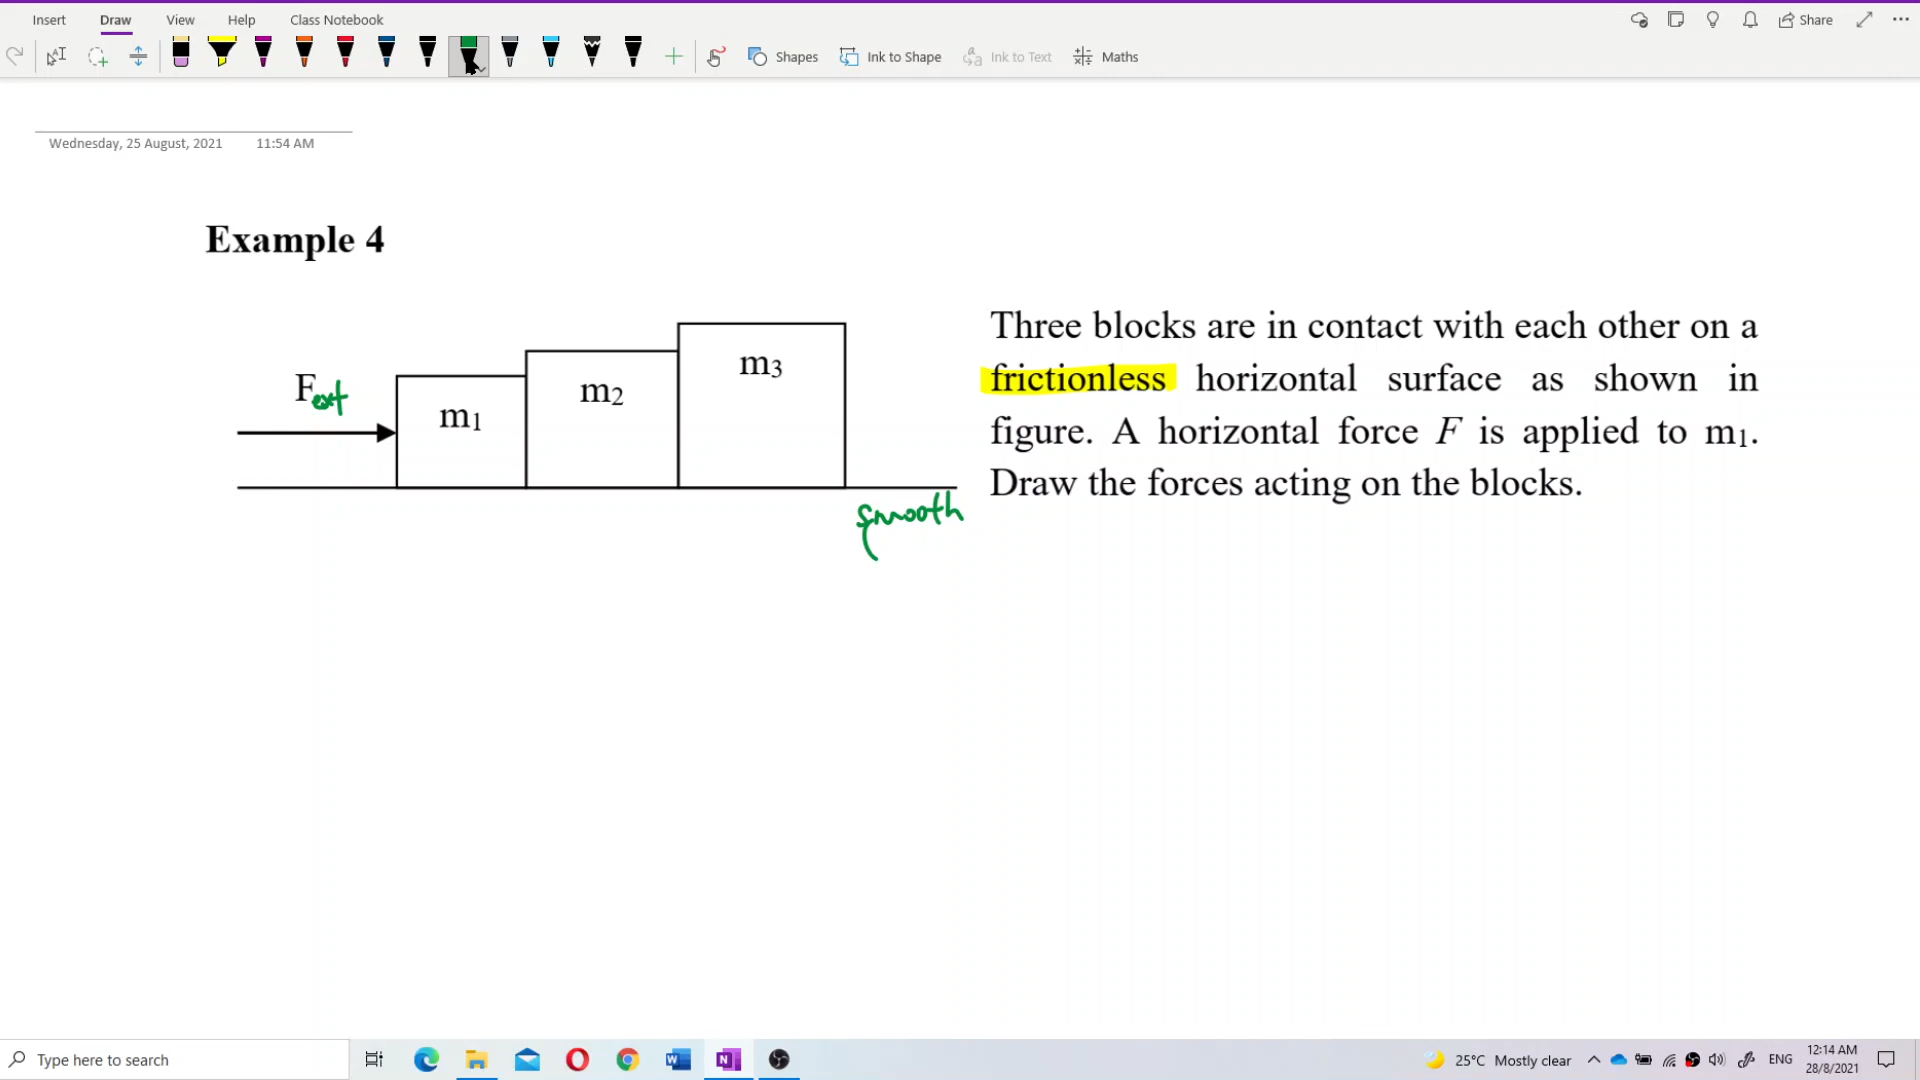 Insert Draw View Help Class Notebook Share
Shapes Ink to Shape Ink to Text Maths
Wednesday, 25 August, 2021 11:54 AM
Example 4
Three blocks are in contact with each other on a
frictionless horizontal surface as shown in
figure. A horizontal force F is applied to m1.
Draw the forces acting on the blocks.
Fext
m1
m2
m3
smooth
Type here to search
25°C Mostly clear ENG 12:14 AM
28/8/2021